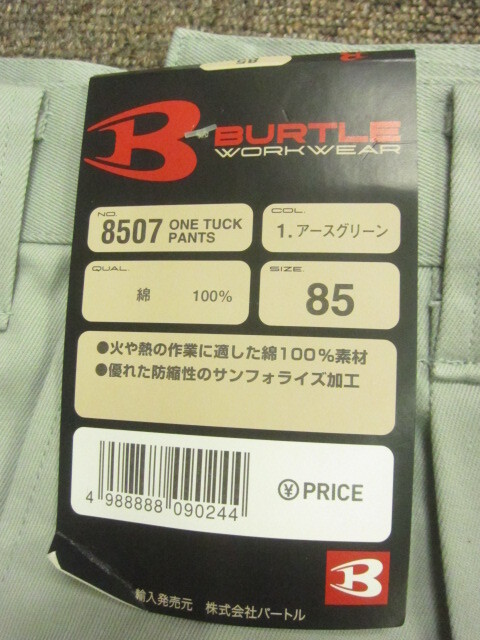 85
B
BURTLE
WORKWEAR
NO.
8507 ONE TUCK
PANTS
COL.
1.アースグリーン
QUAL.
綿 100%
SIZE.
85
●火や熱の作業に適した綿100%素材
●優れた防縮性のサンフォライズ加工
4 988888 090244
¥ PRICE
B
輸入発売元 株式会社バートル